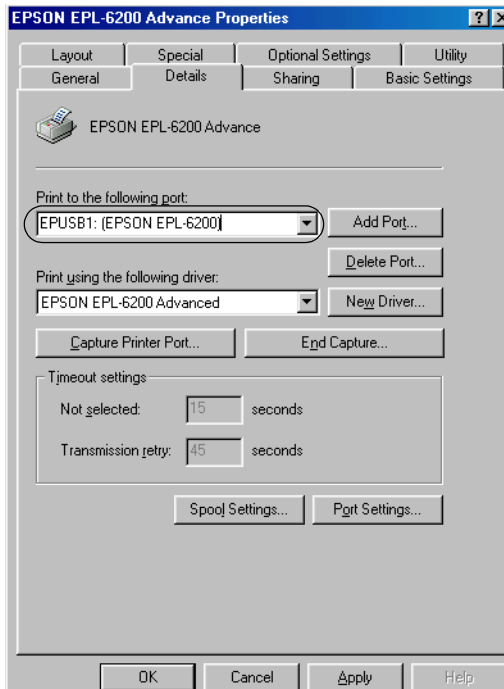 EPSON EPL-6200 Advance Properties
Layout Special Optional Settings Utility
General Details Sharing Basic Settings
EPSON EPL-6200 Advance
Print to the following port:
EPUSB1: (EPSON EPL-6200) Add Port...
Delete Port...
Print using the following driver:
EPSON EPL-6200 Advanced New Driver...
Capture Printer Port... End Capture...
Timeout settings
Not selected: 15 seconds
Transmission retry: 45 seconds
Spool Settings... Port Settings...
OK Cancel Apply Help